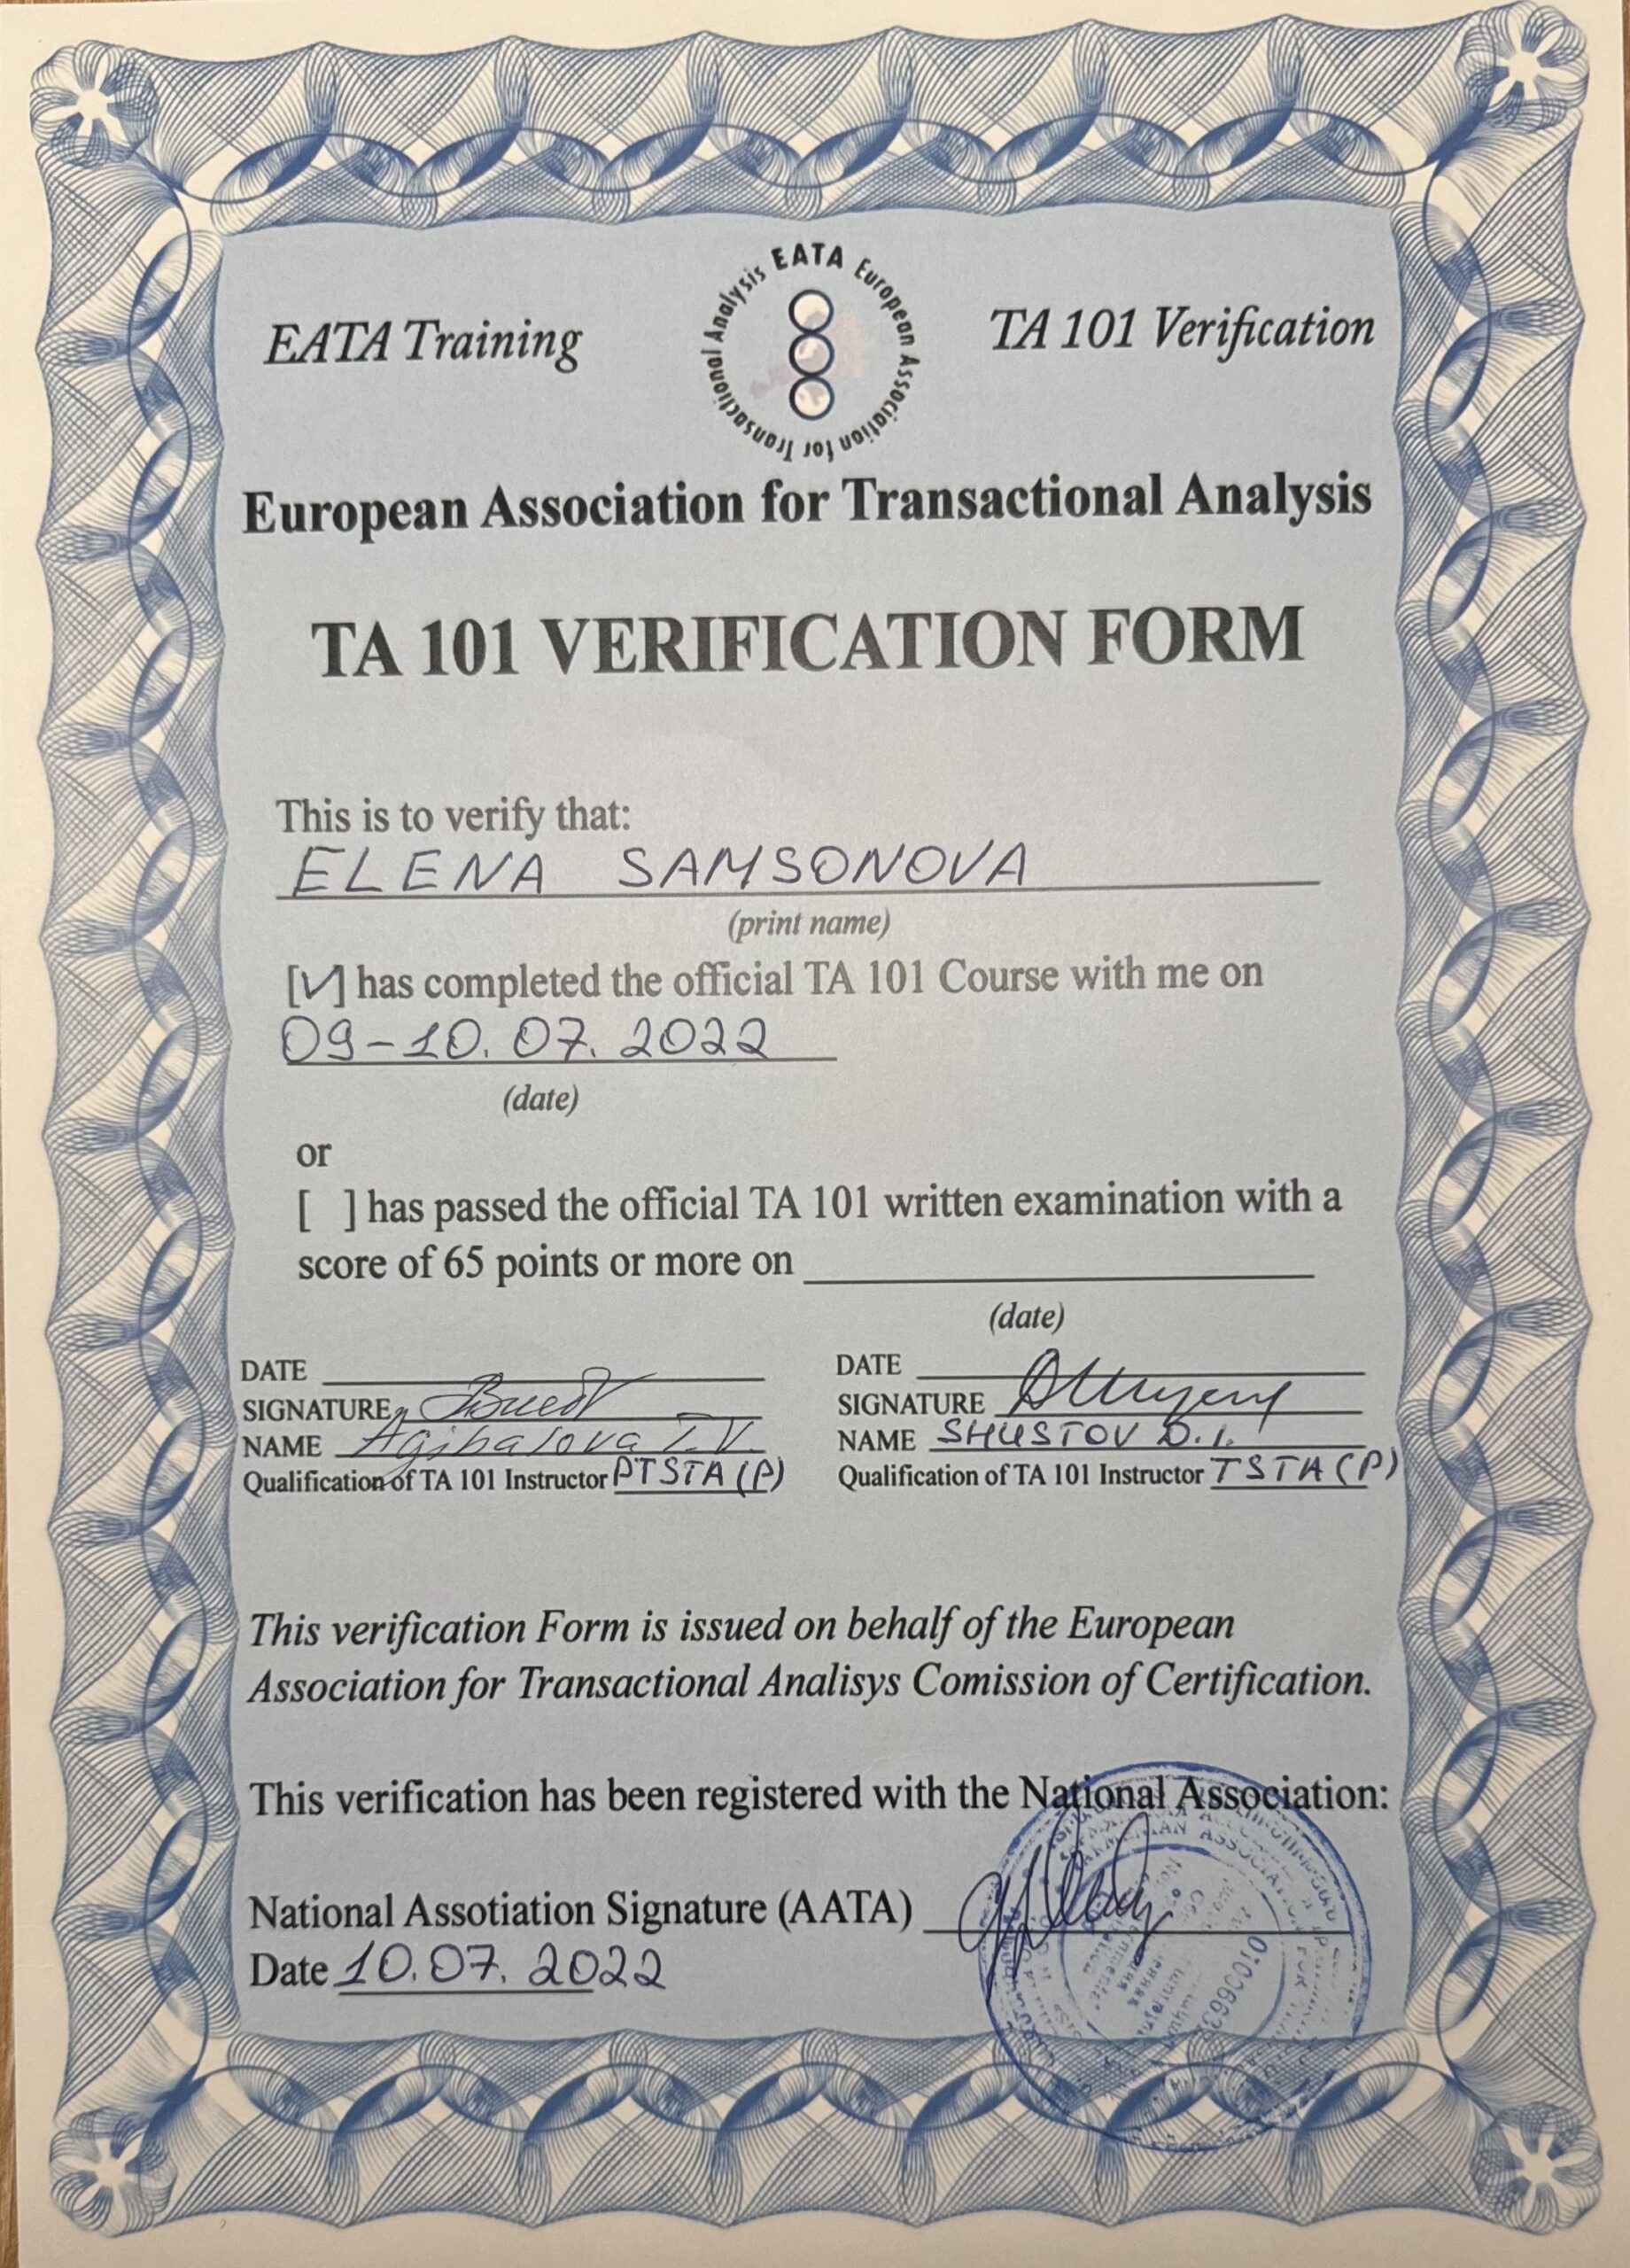 EATA Training
EATA European Association for Transactional Analysis
TA 101 Verification
European Association for Transactional Analysis
TA 101 VERIFICATION FORM
This is to verify that:
ELENA SAMSONOVA
(print name)
[V] has completed the official TA 101 Course with me on
09-10.07.2022
(date)
or
[ ] has passed the official TA 101 written examination with a
score of 65 points or more on
(date)
DATE
SIGNATURE
NAME Agibalova T.V.
Qualification of TA 101 Instructor PTSTA (P)
DATE
SIGNATURE
NAME SHUSTOV D.I.
Qualification of TA 101 Instructor TSTA (P)
This verification Form is issued on behalf of the European
Association for Transactional Analisys Comission of Certification.
This verification has been registered with the National Association:
National Assotiation Signature (AATA)
Date 10.07.2022
ARMENIAN ASSOCIATION FOR